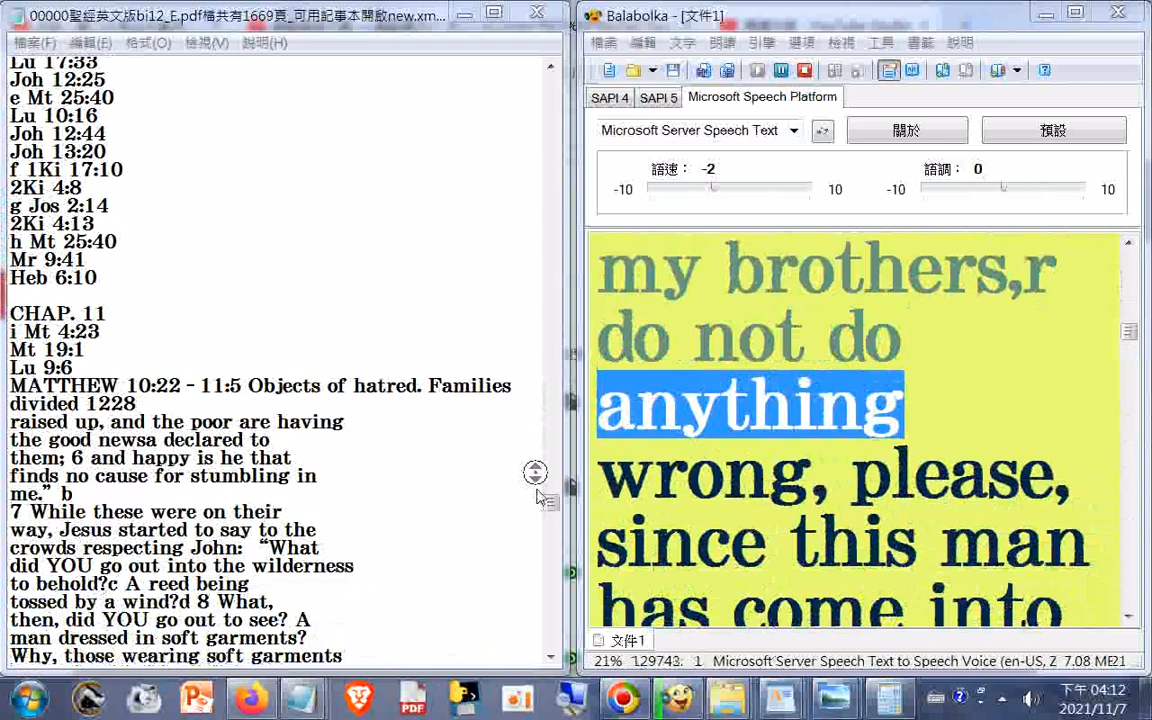 00000聖經英文版bi12_E.pdf檔共有1669頁_可用記事本開啟new.xm...
檔案(F) 編輯(E) 格式(O) 檢視(V) 說明(H)
Lu 17:33
Joh 12:25
e Mt 25:40
Lu 10:16
Joh 12:44
Joh 13:20
f 1Ki 17:10
2Ki 4:8
g Jos 2:14
2Ki 4:13
h Mt 25:40
Mr 9:41
Heb 6:10
CHAP. 11
i Mt 4:23
Mt 19:1
Lu 9:6
MATTHEW 10:22 - 11:5 Objects of hatred. Families
divided 1228
raised up, and the poor are having
the good newsa declared to
them; 6 and happy is he that
finds no cause for stumbling in
me.” b
7 While these were on their
way, Jesus started to say to the
crowds respecting John: “What
did YOU go out into the wilderness
to behold?c A reed being
tossed by a wind?d 8 What,
then, did YOU go out to see? A
man dressed in soft garments?
Why, those wearing soft garments
Balabolka - [文件1]
檔案 編輯 文字 朗讀 引擎 選項 檢視 工具 書籤 說明
SAPI 4 SAPI 5 Microsoft Speech Platform
Microsoft Server Speech Text 關於 預設
語速： -2 語調： 0
-10 10 -10 10
my brothers,r
do not do
anything
wrong, please,
since this man
has come into
文件1
21% 129743: 1 Microsoft Server Speech Text to Speech Voice (en-US, Z 7.08 ME21
PDF
下午 04:12
2021/11/7